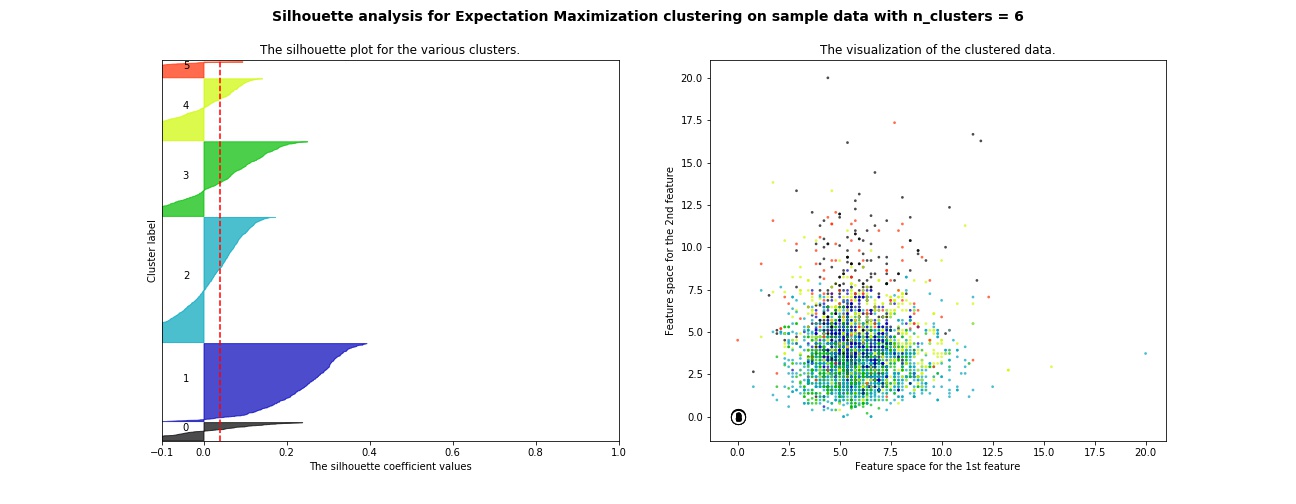 Silhouette analysis for Expectation Maximization clustering on sample data with n_clusters = 6
The silhouette plot for the various clusters.
Cluster label
5
4
3
2
1
0
−0.1 0.0 0.2 0.4 0.6 0.8 1.0
The silhouette coefficient values
The visualization of the clustered data.
Feature space for the 2nd feature
20.0
17.5
15.0
12.5
10.0
7.5
5.0
2.5
0.0
0.0 2.5 5.0 7.5 10.0 12.5 15.0 17.5 20.0
Feature space for the 1st feature